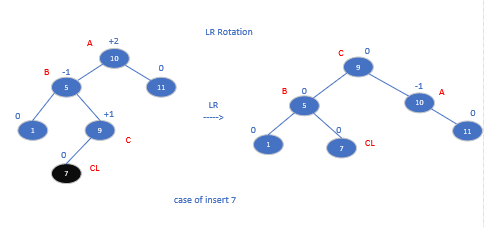 LR Rotation
A +2
10
B -1
5
0
11
0
1
+1
9
C
0
7
CL
LR
----->
C 0
9
B 0
5
-1
10
A
0
1
0
7
CL
0
11
case of insert 7